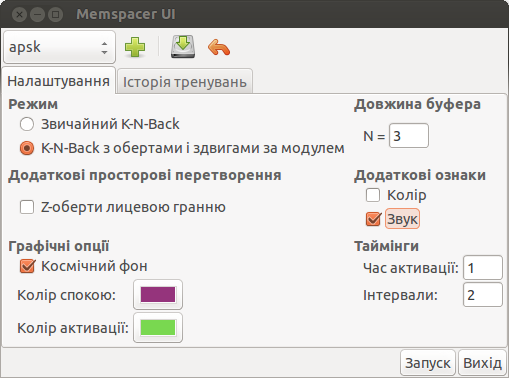 Memspacer UI
apsk
Налаштування Історія тренувань
Режим
Звичайний K-N-Back
K-N-Back з обертами і здвигами за модулем
Довжина буфера
N = 3
Додаткові просторові перетворення
Z-оберти лицевою гранню
Додаткові ознаки
Колір
Звук
Графічні опції
Космічний фон
Колір спокою:
Колір активації:
Таймінги
Час активації: 1
Інтервали: 2
Запуск Вихід